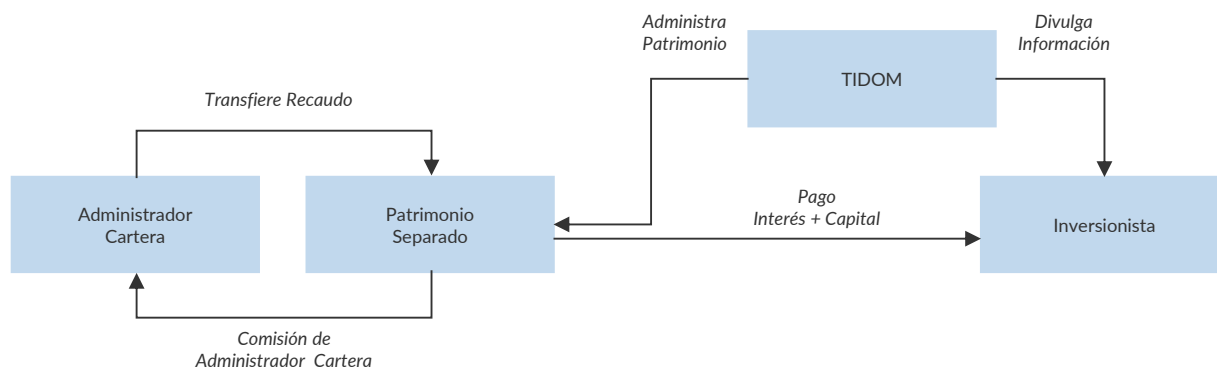 Administra
Patrimonio
Divulga
Información
TIDOM
Transfiere Recaudo
Administrador
Cartera
Patrimonio
Separado
Pago
Interés + Capital
Inversionista
Comisión de
Administrador Cartera